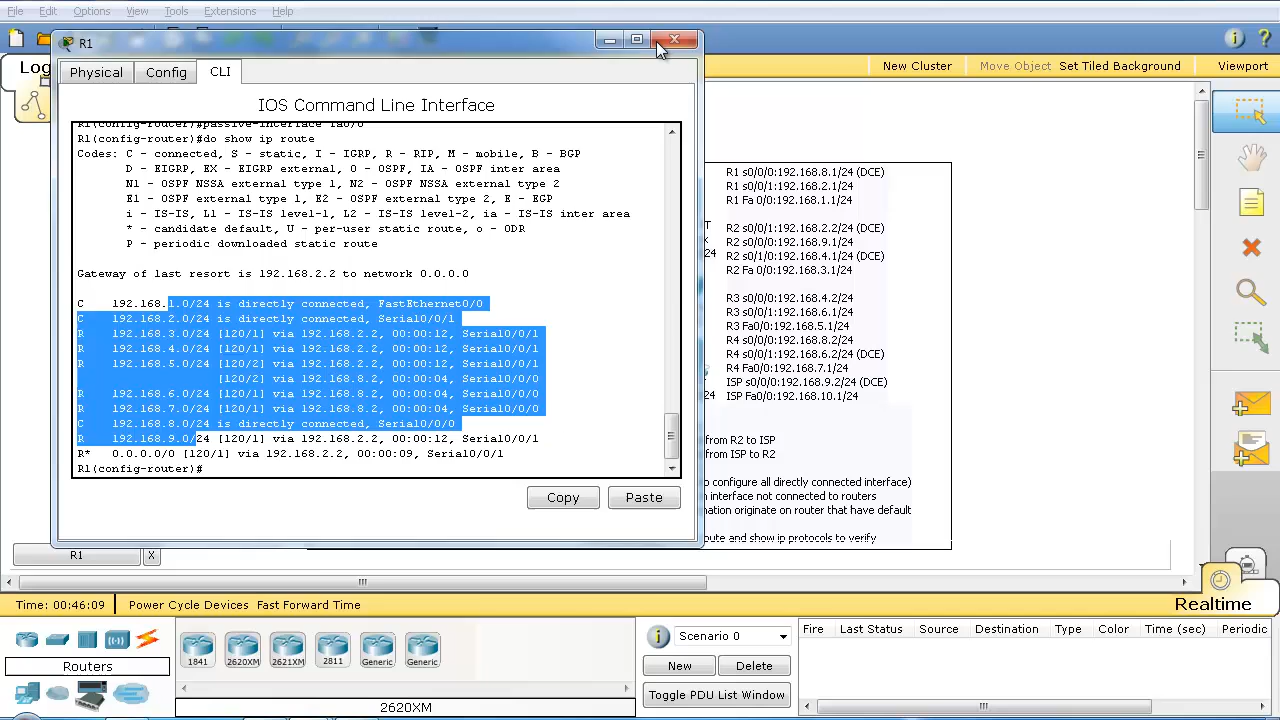 File Edit Options View Tools Extensions Help
R1
Log
New Cluster Move Object Set Tiled Background Viewport
Physical Config CLI
IOS Command Line Interface
R1(config-router)#passive-interface fa0/0
R1(config-router)#do show ip route
Codes: C - connected, S - static, I - IGRP, R - RIP, M - mobile, B - BGP
D - EIGRP, EX - EIGRP external, O - OSPF, IA - OSPF inter area
N1 - OSPF NSSA external type 1, N2 - OSPF NSSA external type 2
E1 - OSPF external type 1, E2 - OSPF external type 2, E - EGP
i - IS-IS, L1 - IS-IS level-1, L2 - IS-IS level-2, ia - IS-IS inter area
* - candidate default, U - per-user static route, o - ODR
P - periodic downloaded static route
Gateway of last resort is 192.168.2.2 to network 0.0.0.0
C 192.168.1.0/24 is directly connected, FastEthernet0/0
C 192.168.2.0/24 is directly connected, Serial0/0/1
R 192.168.3.0/24 [120/1] via 192.168.2.2, 00:00:12, Serial0/0/1
R 192.168.4.0/24 [120/1] via 192.168.2.2, 00:00:12, Serial0/0/1
R 192.168.5.0/24 [120/2] via 192.168.2.2, 00:00:12, Serial0/0/1
[120/2] via 192.168.8.2, 00:00:04, Serial0/0/0
R 192.168.6.0/24 [120/1] via 192.168.8.2, 00:00:04, Serial0/0/0
R 192.168.7.0/24 [120/1] via 192.168.8.2, 00:00:04, Serial0/0/0
C 192.168.8.0/24 is directly connected, Serial0/0/0
R 192.168.9.0/24 [120/1] via 192.168.2.2, 00:00:12, Serial0/0/1
R* 0.0.0.0/0 [120/1] via 192.168.2.2, 00:00:09, Serial0/0/1
R1(config-router)#
Copy Paste
R1 s0/0/0:192.168.8.1/24 (DCE)
R1 s0/0/1:192.168.2.1/24
R1 Fa 0/0:192.168.1.1/24
T
x
24
R2 s0/0/1:192.168.2.2/24 (DCE)
R2 s0/0/0:192.168.9.1/24
R2 s0/1/0:192.168.4.1/24 (DCE)
R2 Fa 0/0:192.168.3.1/24
R3 s0/0/0:192.168.4.2/24
R3 s0/0/1:192.168.6.1/24
R3 Fa0/0:192.168.5.1/24
R4 s0/0/0:192.168.8.2/24
R4 s0/0/1:192.168.6.2/24 (DCE)
R4 Fa0/0:192.168.7.1/24
ISP s0/0/0:192.168.9.2/24 (DCE)
24 ISP Fa0/0:192.168.10.1/24
from R2 to ISP
from ISP to R2
o configure all directly connected interface)
n interface not connected to routers
nation originate on router that have default
oute and show ip protocols to verify
R1 X
Time: 00:46:09 Power Cycle Devices Fast Forward Time
Realtime
Routers
1841 2620XM 2621XM 2811 Generic Generic
2620XM
Scenario 0
New Delete
Toggle PDU List Window
Fire Last Status Source Destination Type Color Time (sec) Periodic